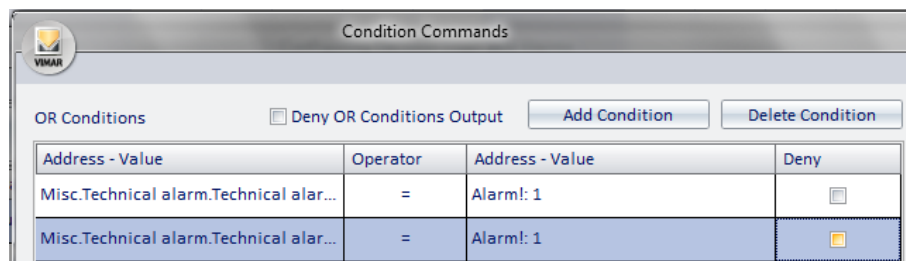 Condition Commands
VIMAR
OR Conditions Deny OR Conditions Output Add Condition Delete Condition
Address - Value Operator Address - Value Deny
Misc.Technical alarm.Technical alar... = Alarm!: 1
Misc.Technical alarm.Technical alar... = Alarm!: 1